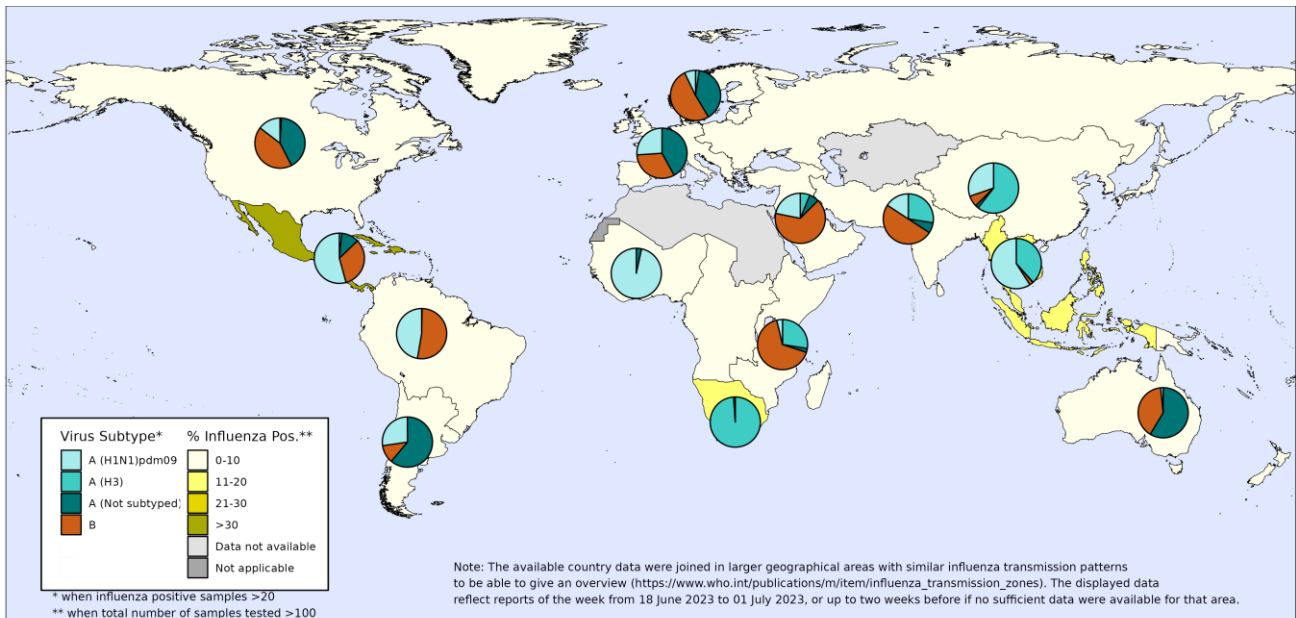 Virus Subtype*
A (H1N1)pdm09
A (H3)
A (Not subtyped)
B
% Influenza Pos.**
0-10
11-20
21-30
>30
Data not available
Not applicable
* when influenza positive samples >20
** when total number of samples tested >100
Note: The available country data were joined in larger geographical areas with similar influenza transmission patterns
to be able to give an overview (https://www.who.int/publications/m/item/influenza_transmission_zones). The displayed data
reflect reports of the week from 18 June 2023 to 01 July 2023, or up to two weeks before if no sufficient data were available for that area.